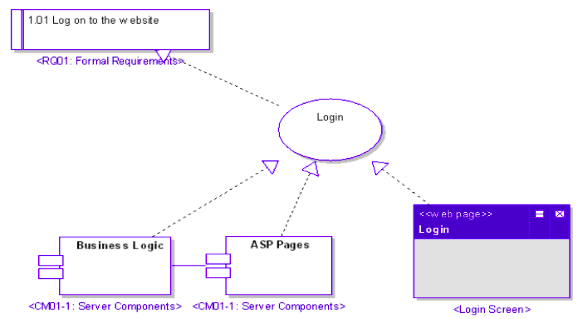 1.01 Log on to the website
<RQ01: Formal Requirements>
Login
<<web page>>
Login
Business Logic
ASP Pages
<CM01-1: Server Components>
<CM01-1: Server Components>
<Login Screen>